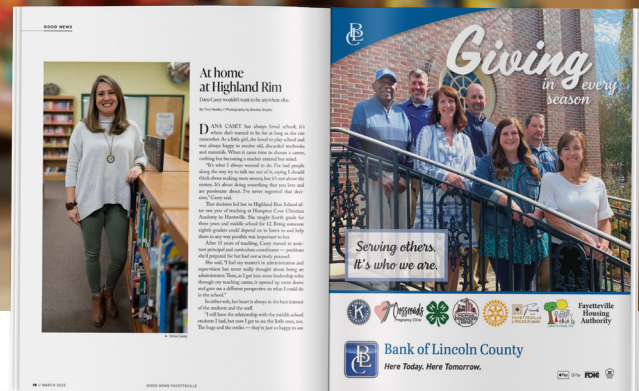 GOOD NEWS
At home
at Highland Rim
Dana Casey wouldn't want to be anywhere else.
DANA CASEY has always loved school; it's
where she's wanted to be for as long as she can
remember. As a little girl, she loved to play school and
was always happy to receive old, discarded textbooks
and materials. When it came time to choose a career,
nothing but becoming a teacher entered her mind.
"It's what I always wanted to do. I've had people
along the way try to talk me out of it, saying I should
think about making more money, but it's not about the
money. It's about doing something that you love and
are passionate about. I've never regretted that deci-
sion," Casey said.
That decision led her to Highland Rim School af-
ter one year of teaching at Hampton Cove Christian
Academy in Huntsville. She taught fourth grade for
three years and middle school for 12. Being someone
eighth graders could depend on to listen to and help
them in any way possible was important to her.
After 15 years of teaching, Casey moved to assis-
tant principal and curriculum coordinator — positions
she'd prepared for but had not actively pursued.
She said, "I had my master's in administration and
supervision but never really thought about being an
administrator. Then, as I got into some leadership roles
through my teaching career, it opened up some doors
and gave me a different perspective on what I could do
in the school."
In either role, her heart is always in the best interest
of the students and the staff.
"I still have the relationship with the middle school
students I had, but now I get to see the little ones, too.
The hugs and the smiles — they're just so happy to see
Dana Casey
18 // MARCH 2023
GOOD NEWS FAYETTEVILLE
Giving
in every
season
Serving others.
It's who we are.
Crossroads
Pregnancy Clinic
Fayetteville
Housing
Authority
Bank of Lincoln County
Here Today. Here Tomorrow.
Pay
Pay
FDIC